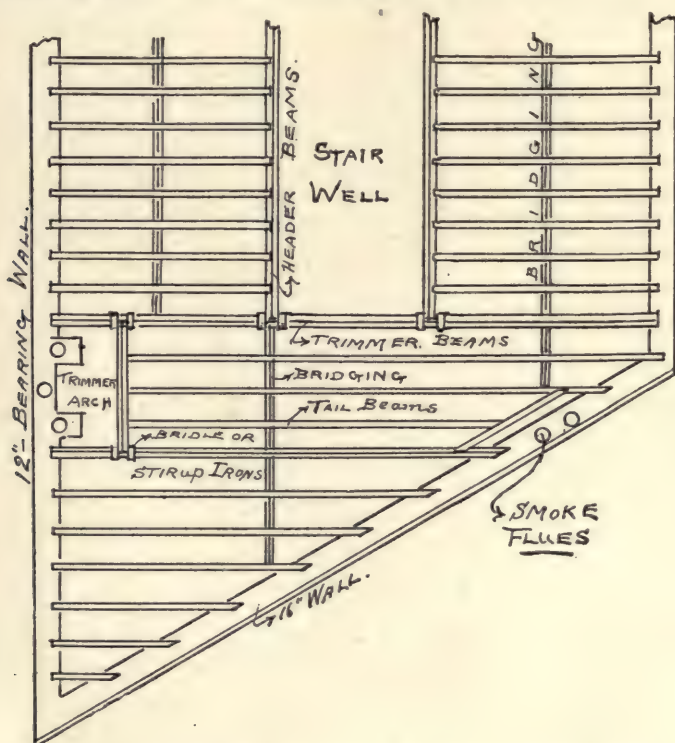 HEADER BEAMS.
STAIR
WELL
BRIDGING
12"- BEARING WALL.
TRIMMER BEAMS
BRIDGING
TRIMMER
ARCH
TAIL BEAMS
BRIDLE OR
STIRUP IRONS
SMOKE
FLUES
16" WALL.